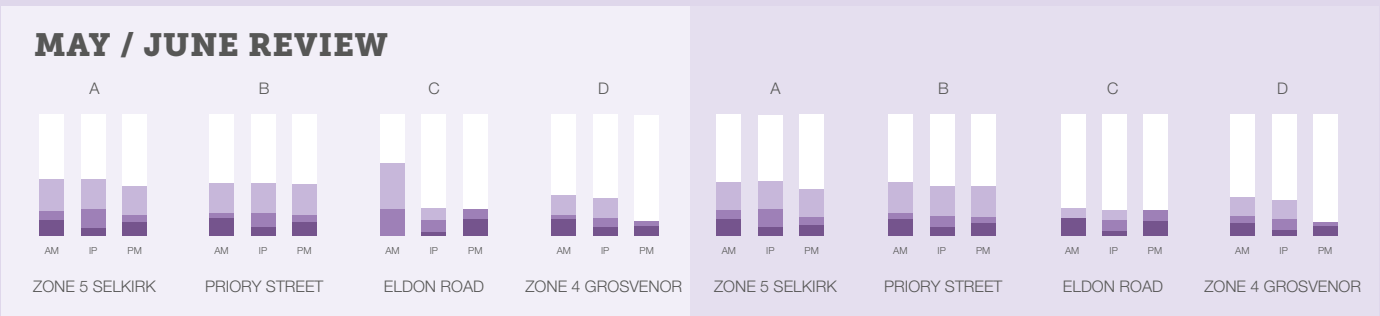 MAY / JUNE REVIEW
A B C D A B C D
AM IP PM AM IP PM AM IP PM AM IP PM AM IP PM AM IP PM AM IP PM AM IP PM
ZONE 5 SELKIRK PRIORY STREET ELDON ROAD ZONE 4 GROSVENOR ZONE 5 SELKIRK PRIORY STREET ELDON ROAD ZONE 4 GROSVENOR